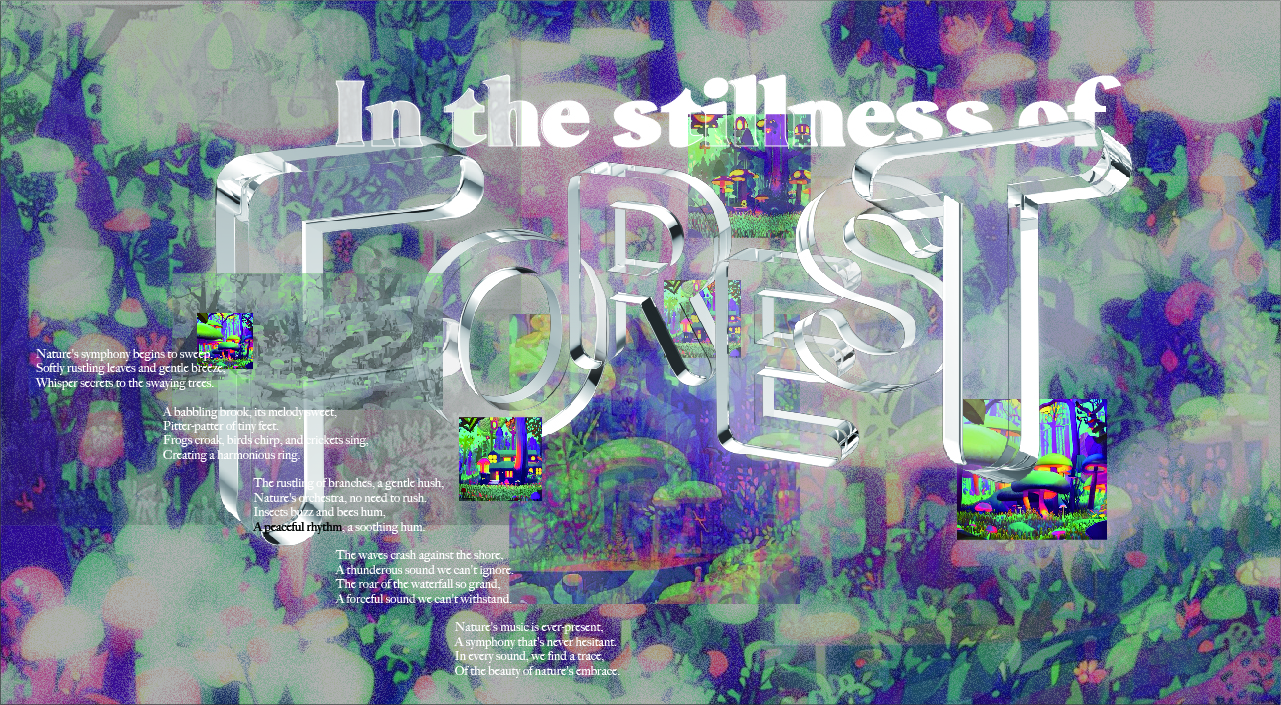 In the stillness of
FOREST
Nature's symphony begins to sweep,
Softly rustling leaves and gentle breeze,
Whisper secrets to the swaying trees.
A babbling brook, its melody sweet,
Pitter-patter of tiny feet.
Frogs croak, birds chirp, and crickets sing,
Creating a harmonious ring.
The rustling of branches, a gentle hush,
Nature's orchestra, no need to rush.
Insects buzz and bees hum,
A peaceful rhythm, a soothing hum.
The waves crash against the shore,
A thunderous sound we can't ignore.
The roar of the waterfall so grand,
A forceful sound we can't withstand.
Nature's music is ever-present,
A symphony that's never hesitant.
In every sound, we find a trace,
Of the beauty of nature's embrace.